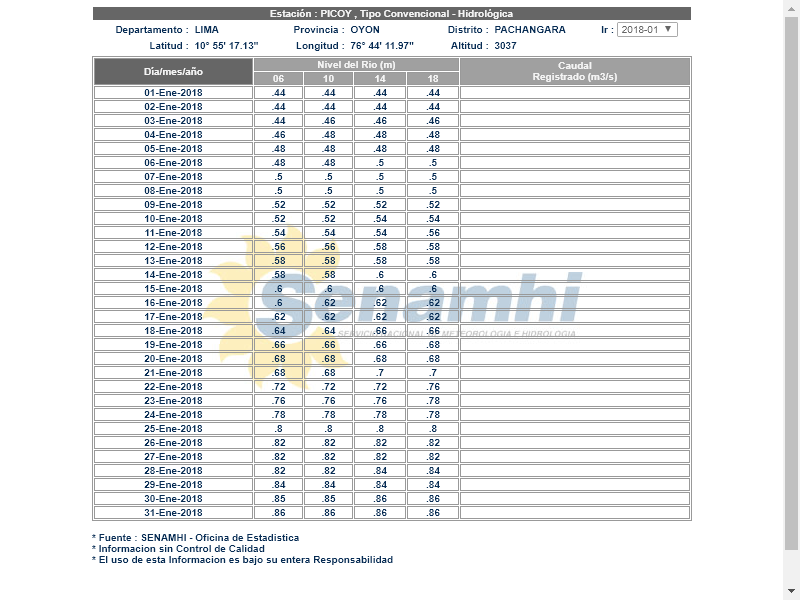 Estación : PICOY , Tipo Convencional - Hidrológica
Departamento : LIMA Provincia : OYON Distrito : PACHANGARA Ir : 2018-01
Latitud : 10° 55' 17.13" Longitud : 76° 44' 11.97" Altitud : 3037
Día/mes/año Nivel del Río (m) Caudal
Registrado (m3/s)
06 10 14 18
01-Ene-2018 .44 .44 .44 .44
02-Ene-2018 .44 .44 .44 .44
03-Ene-2018 .44 .46 .46 .46
04-Ene-2018 .46 .48 .48 .48
05-Ene-2018 .48 .48 .48 .48
06-Ene-2018 .48 .48 .5 .5
07-Ene-2018 .5 .5 .5 .5
08-Ene-2018 .5 .5 .5 .5
09-Ene-2018 .52 .52 .52 .52
10-Ene-2018 .52 .52 .54 .54
11-Ene-2018 .54 .54 .54 .56
12-Ene-2018 .56 .56 .58 .58
13-Ene-2018 .58 .58 .58 .58
14-Ene-2018 .58 .58 .6 .6
15-Ene-2018 .6 .6 .6 .6
16-Ene-2018 .6 .62 .62 .62
17-Ene-2018 .62 .62 .62 .62
18-Ene-2018 .64 .64 .66 .66
19-Ene-2018 .66 .66 .66 .68
20-Ene-2018 .68 .68 .68 .68
21-Ene-2018 .68 .68 .7 .7
22-Ene-2018 .72 .72 .72 .76
23-Ene-2018 .76 .76 .76 .78
24-Ene-2018 .78 .78 .78 .78
25-Ene-2018 .8 .8 .8 .8
26-Ene-2018 .82 .82 .82 .82
27-Ene-2018 .82 .82 .82 .82
28-Ene-2018 .82 .82 .84 .84
29-Ene-2018 .84 .84 .84 .84
30-Ene-2018 .85 .85 .86 .86
31-Ene-2018 .86 .86 .86 .86
Senamhi
SERVICIO NACIONAL DE METEOROLOGIA E HIDROLOGIA
* Fuente : SENAMHI - Oficina de Estadística
* Informacion sin Control de Calidad
* El uso de esta Informacion es bajo su entera Responsabilidad